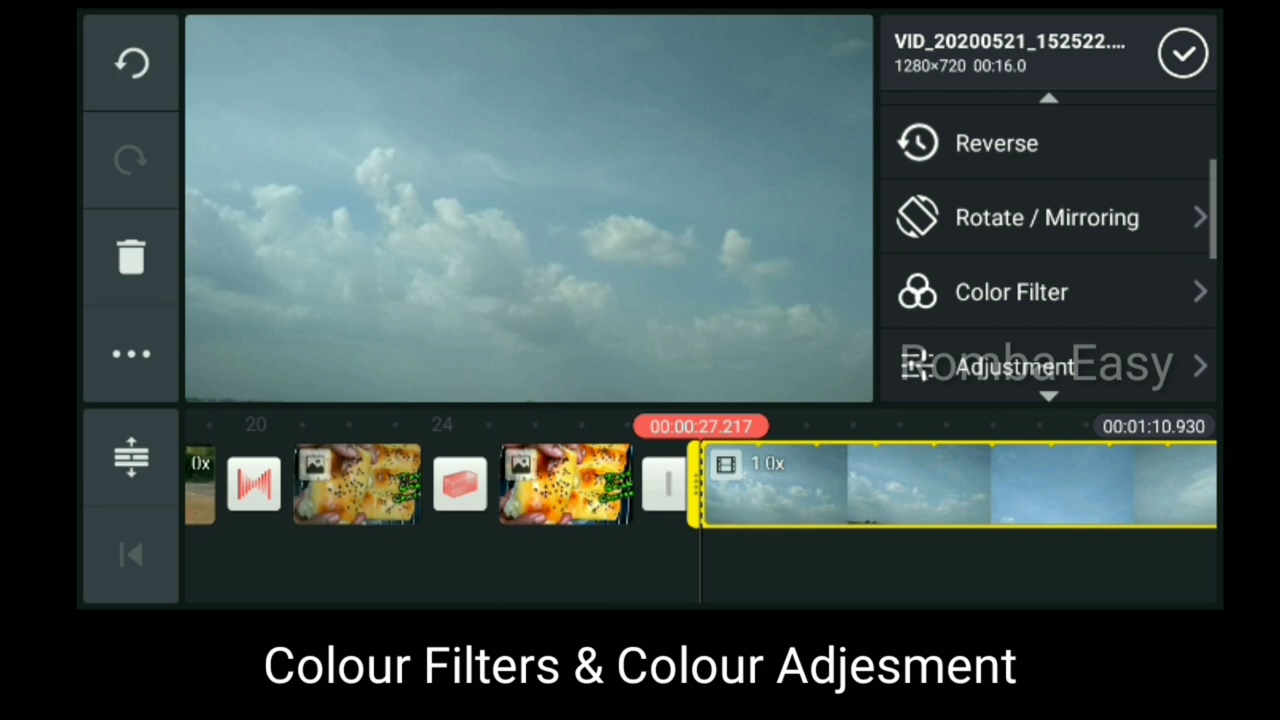 VID_20200521_152522....
1280×720 00:16.0
Reverse
Rotate / Mirroring
Color Filter
Adjustment
Romba Easy
20
24
00:00:27.217
00:01:10.930
0x
1 0x
Colour Filters & Colour Adjesment